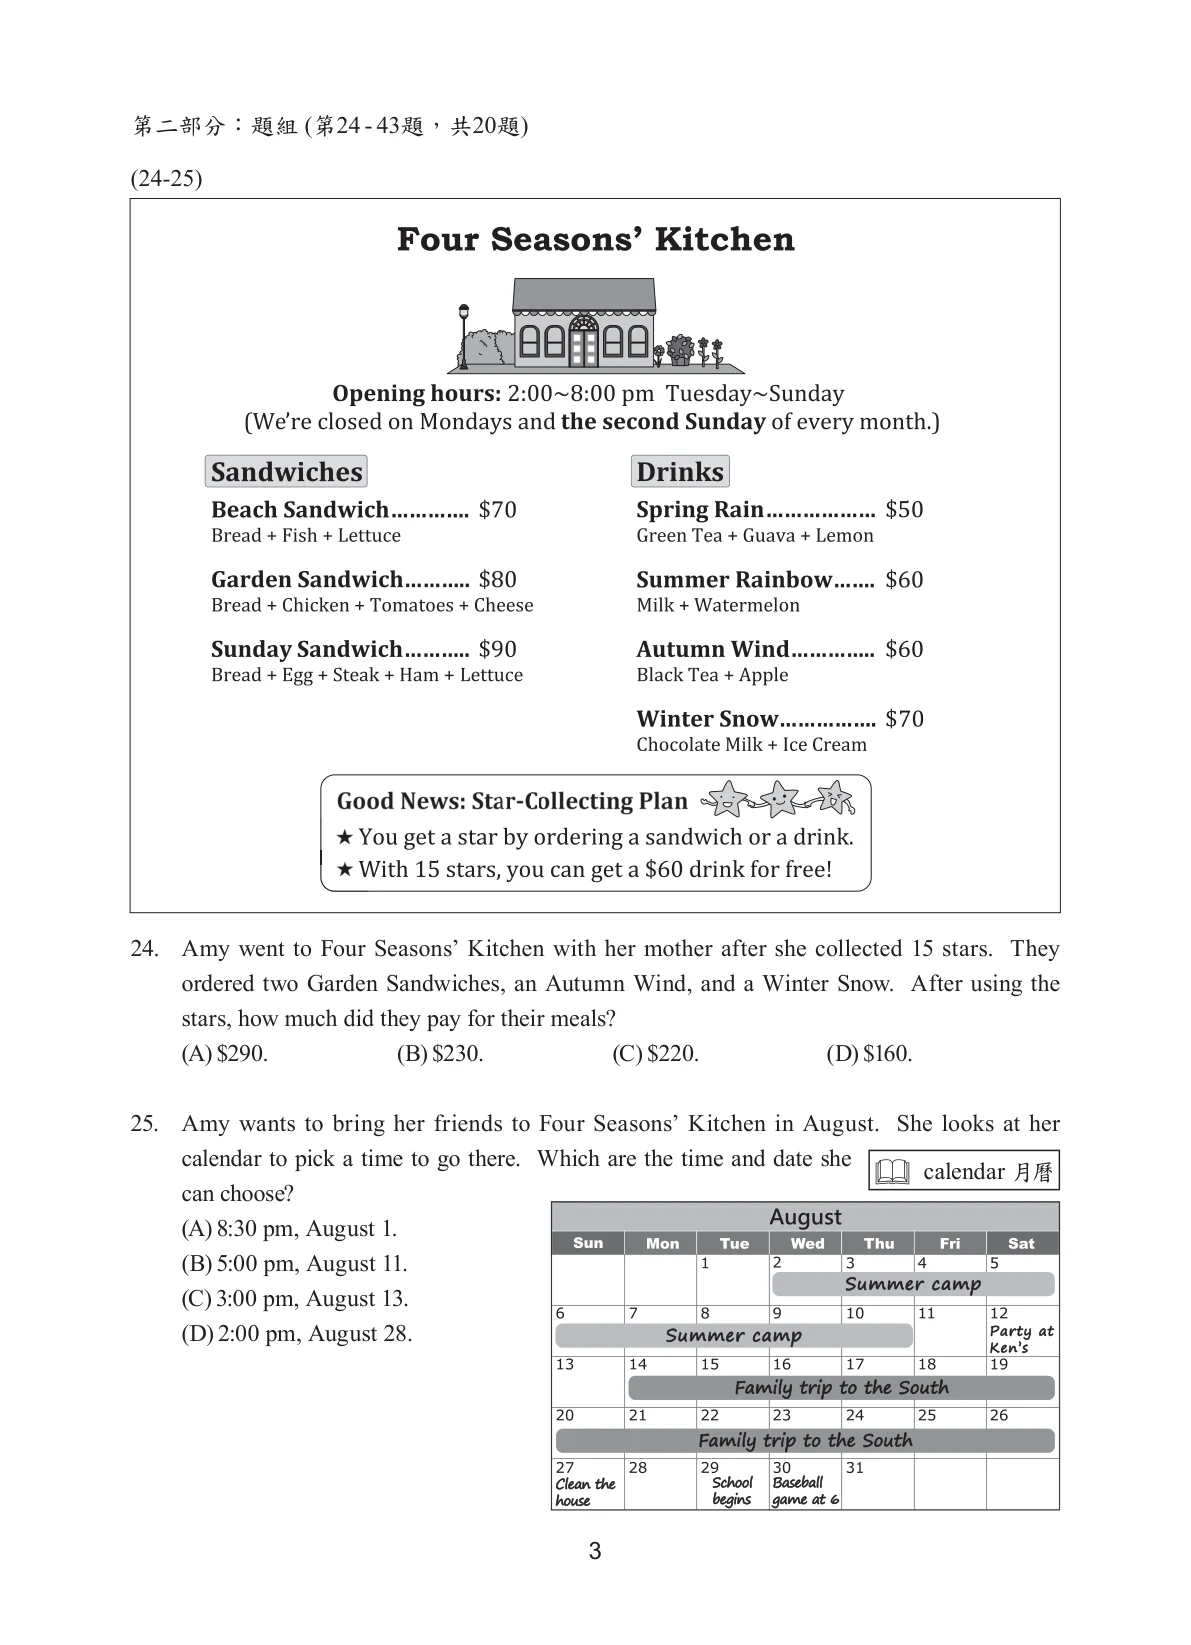 第二部分：題組 (第24-43題，共20題)
(24-25)
Four Seasons’ Kitchen
Opening hours: 2:00~8:00 pm Tuesday~Sunday
(We’re closed on Mondays and the second Sunday of every month.)
Sandwiches
Beach Sandwich…………. $70
Bread + Fish + Lettuce
Garden Sandwich……….. $80
Bread + Chicken + Tomatoes + Cheese
Sunday Sandwich……….. $90
Bread + Egg + Steak + Ham + Lettuce
Drinks
Spring Rain……………… $50
Green Tea + Guava + Lemon
Summer Rainbow……. $60
Milk + Watermelon
Autumn Wind………….. $60
Black Tea + Apple
Winter Snow……………. $70
Chocolate Milk + Ice Cream
Good News: Star-Collecting Plan
★ You get a star by ordering a sandwich or a drink.
★ With 15 stars, you can get a $60 drink for free!
24. Amy went to Four Seasons’ Kitchen with her mother after she collected 15 stars. They
ordered two Garden Sandwiches, an Autumn Wind, and a Winter Snow. After using the
stars, how much did they pay for their meals?
(A) $290. (B) $230. (C) $220. (D) $160.
25. Amy wants to bring her friends to Four Seasons’ Kitchen in August. She looks at her
calendar to pick a time to go there. Which are the time and date she
can choose?
calendar 月曆
(A) 8:30 pm, August 1.
(B) 5:00 pm, August 11.
(C) 3:00 pm, August 13.
(D) 2:00 pm, August 28.
August
Sun Mon Tue Wed Thu Fri Sat
1 2 3 4 5
Summer camp
6 7 8 9 10 11 12
Summer camp
Party at
Ken’s
13 14 15 16 17 18 19
Family trip to the South
20 21 22 23 24 25 26
Family trip to the South
27 28 29 30 31
Clean the
house
School
begins
Baseball
game at 6
3